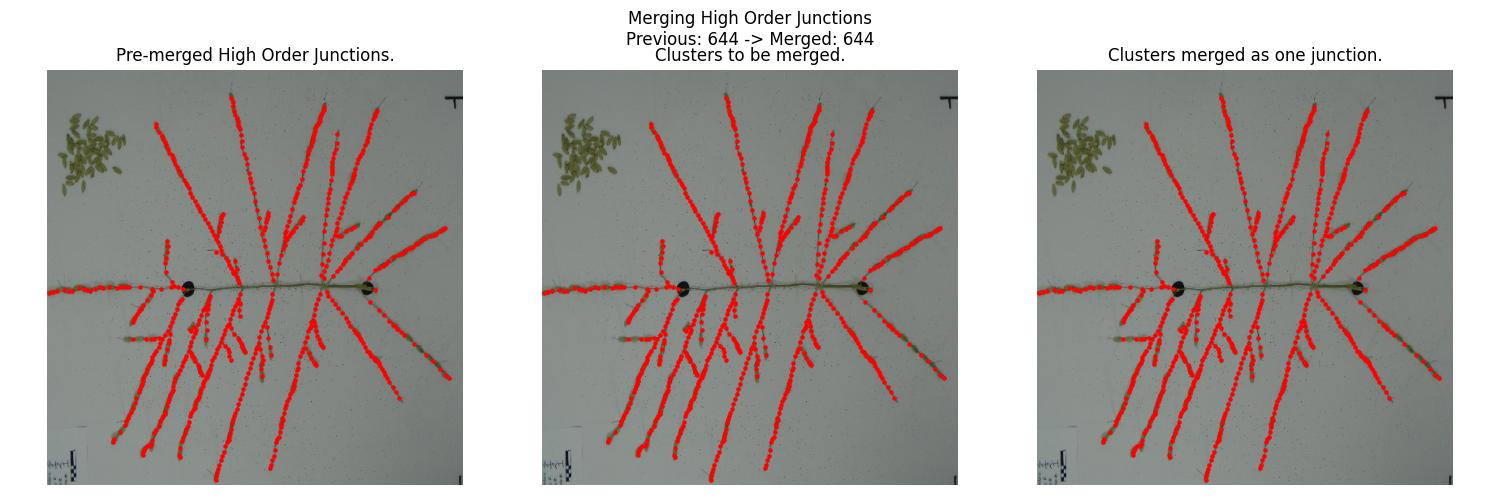 Merging High Order Junctions
Previous: 644 -> Merged: 644
Pre-merged High Order Junctions.
Clusters to be merged.
Clusters merged as one junction.